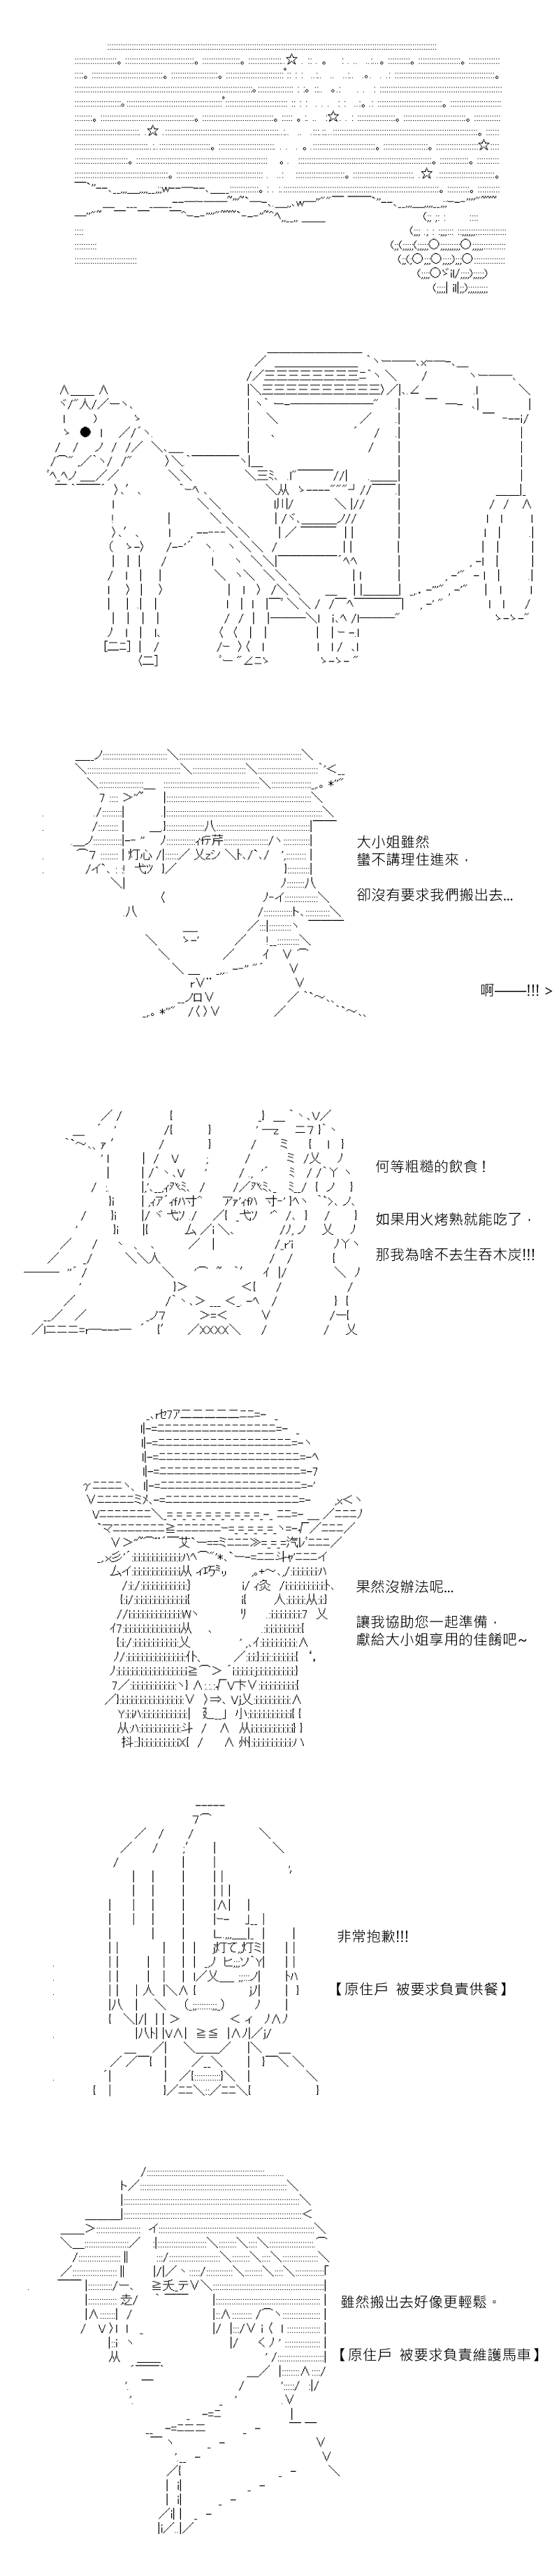 大小姐雖然
蠻不講理住進來，
卻沒有要求我們搬出去...
啊───!!! >
何等粗糙的飲食！
如果用火烤熟就能吃了，
那我為啥不去生吞木炭!!!
果然沒辦法呢...
讓我協助您一起準備，
獻給大小姐享用的佳餚吧~
非常抱歉!!!
【原住戶 被要求負責供餐】
雖然搬出去好像更輕鬆。
【原住戶 被要求負責維護馬車】